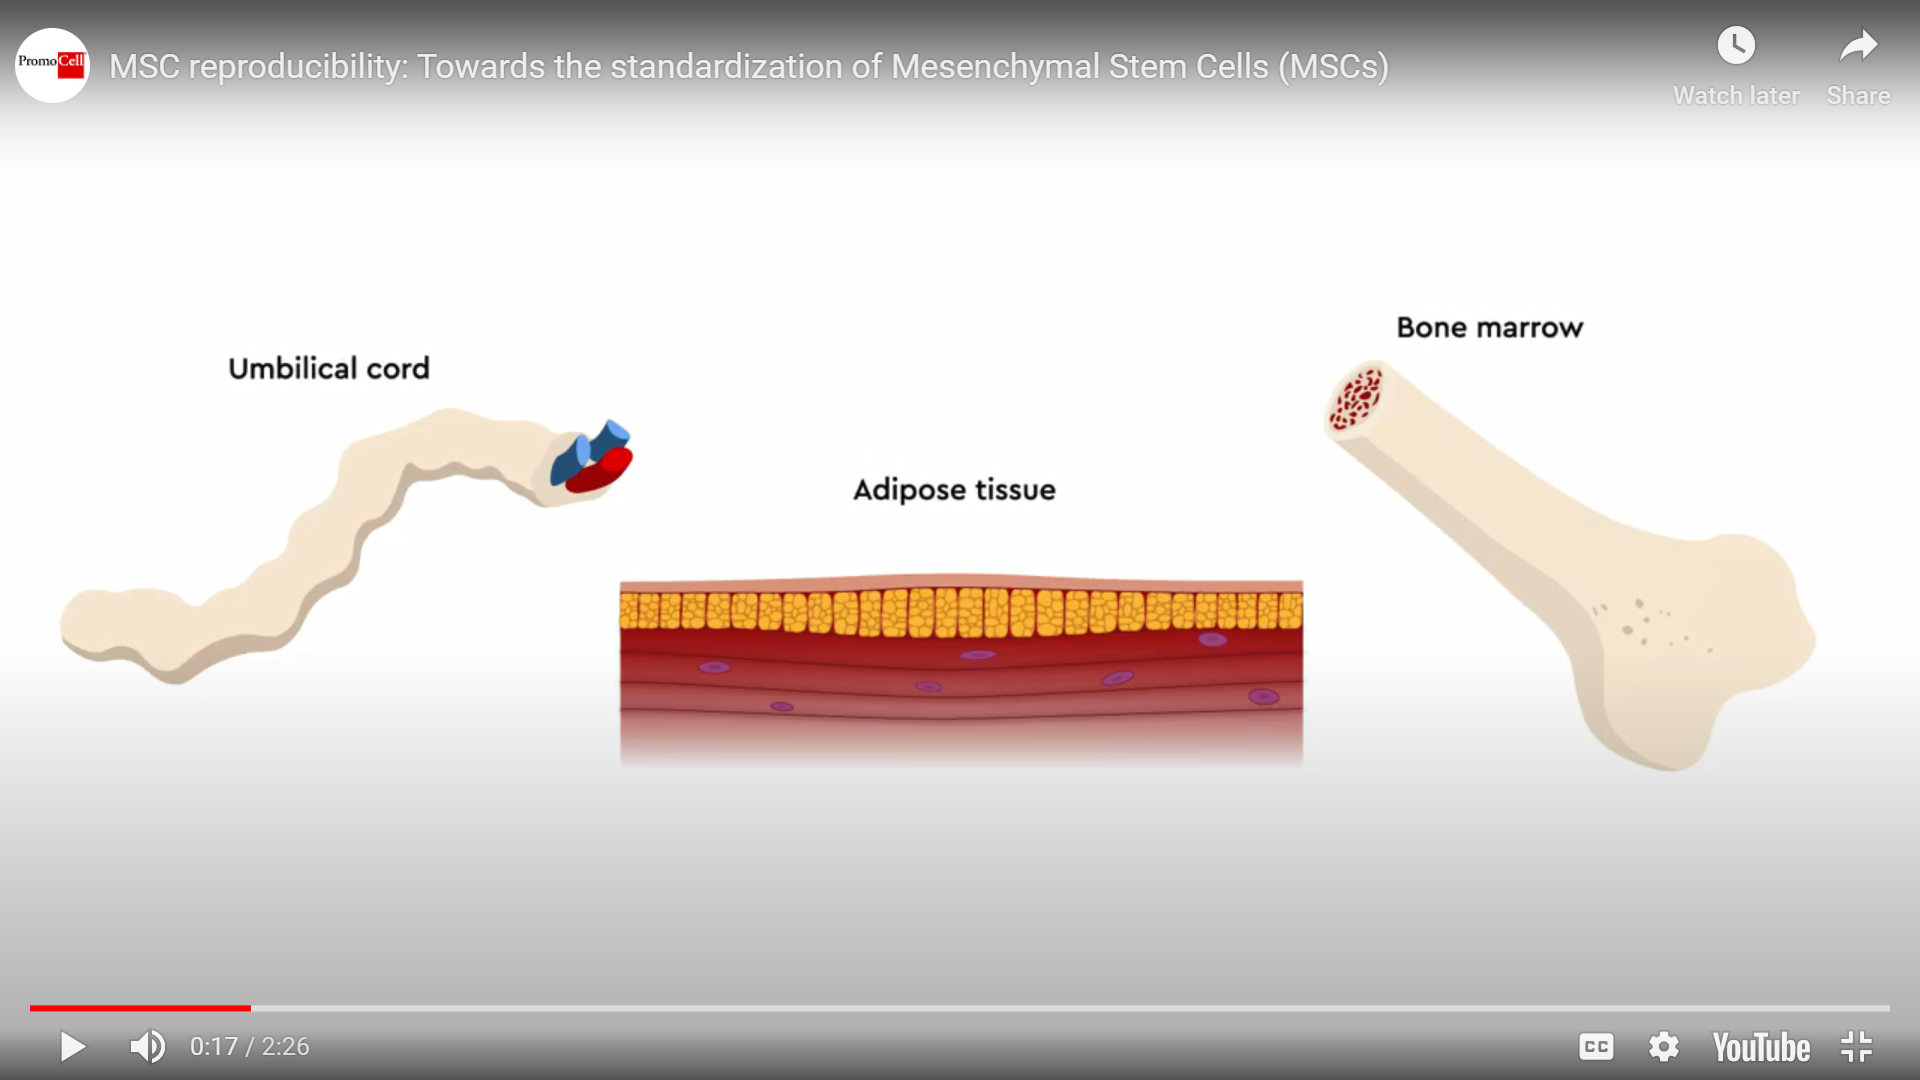 PromoCell
MSC reproducibility: Towards the standardization of Mesenchymal Stem Cells (MSCs)
Watch later
Share
Bone marrow
Umbilical cord
Adipose tissue
0:17 / 2:26
CC
YouTube